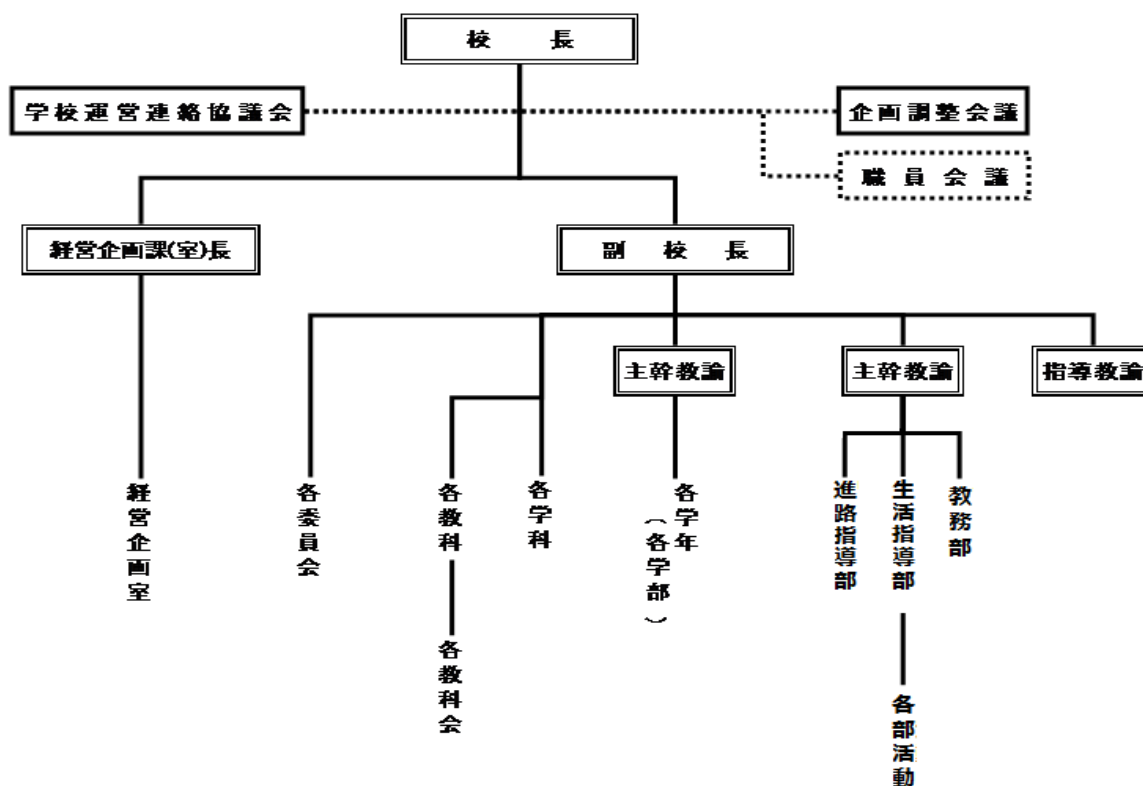 校長
学校運営連絡協議会
企画調整会議
職員会議
経営企画課(室)長
副校長
主幹教諭
主幹教諭
指導教諭
経営企画室
各委員会
各教科
各学科
各学年
（各学部）
進路指導部
生活指導部
教務部
各教科会
各部活動